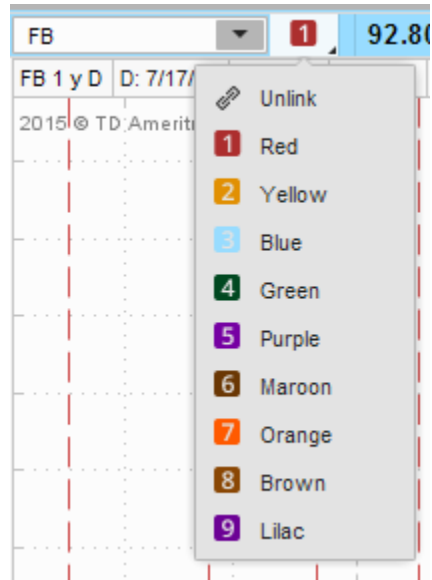 FB
1
92.80
FB 1 y D
D: 7/17/
2015 © TD Ameritr
Unlink
1 Red
2 Yellow
3 Blue
4 Green
5 Purple
6 Maroon
7 Orange
8 Brown
9 Lilac